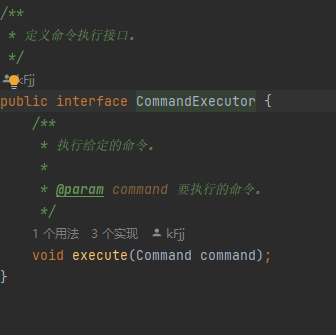 /**
 * 定义命令执行接口。
 */
kFjj
public interface CommandExecutor {
    /**
     * 执行给定的命令。
     *
     * @param command 要执行的命令。
     */
    1 个用法   3 个实现   kFjj
    void execute(Command command);
}